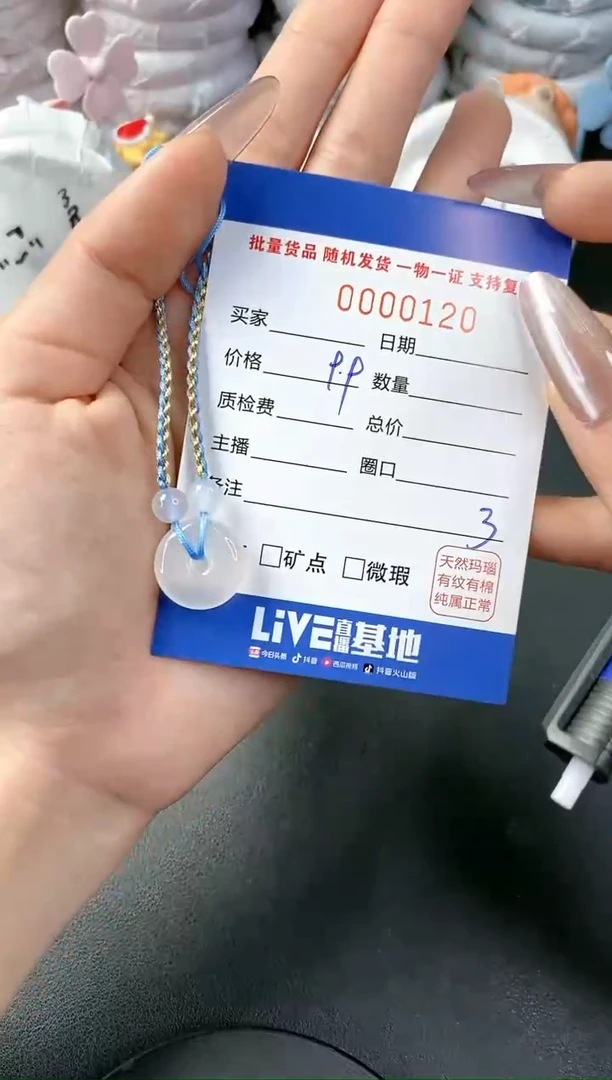 批量货品 随机发货 一物一证 支持复
0000120
买家
日期
价格 9.9
数量
质检费
总价
主播
圈口
备注
3
矿点
微瑕
天然玛瑙
有纹有棉
纯属正常
LiVE直播基地
今日头条 抖音 西瓜视频 抖音火山版